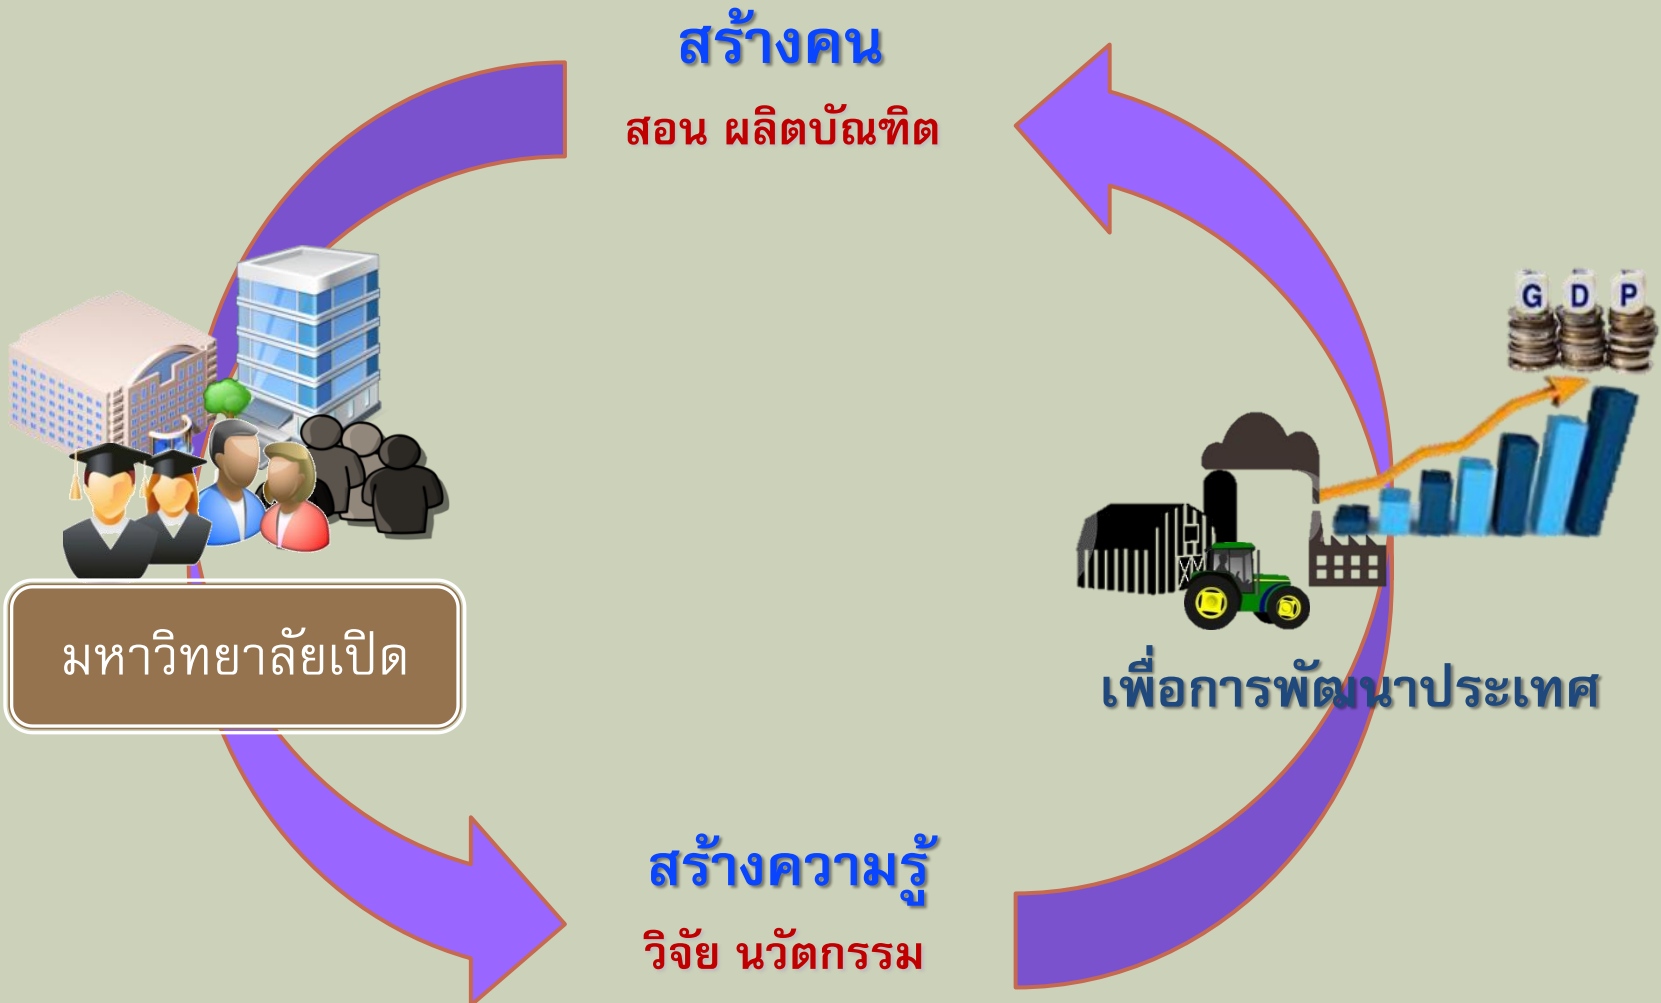 สร้างคน
สอน ผลิตบัณฑิต
G D P
มหาวิทยาลัยเปิด
เพื่อการพัฒนาประเทศ
สร้างความรู้
วิจัย นวัตกรรม